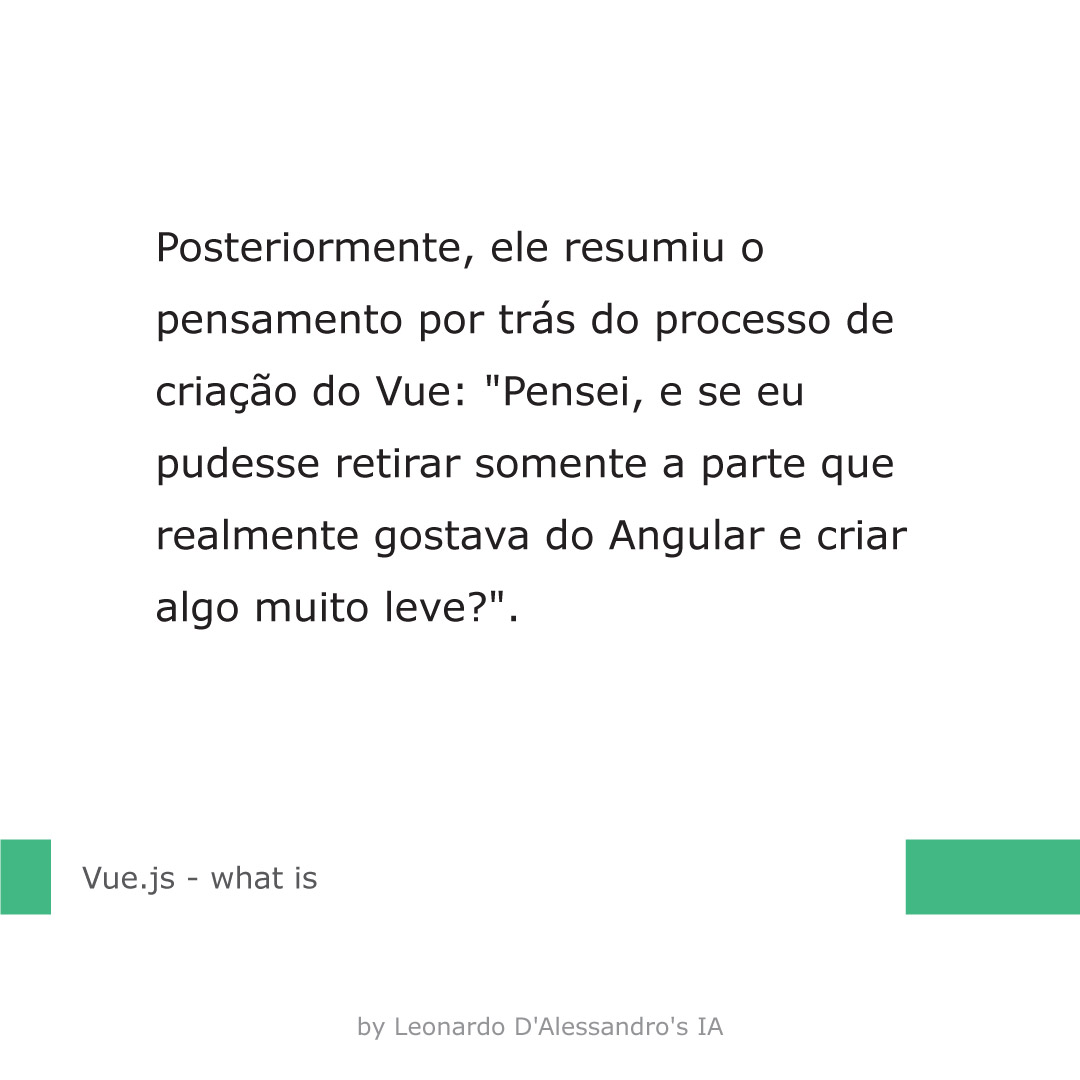 Posteriormente, ele resumiu o
pensamento por trás do processo de
criação do Vue: "Pensei, e se eu
pudesse retirar somente a parte que
realmente gostava do Angular e criar
algo muito leve?".
Vue.js - what is
by Leonardo D'Alessandro's IA